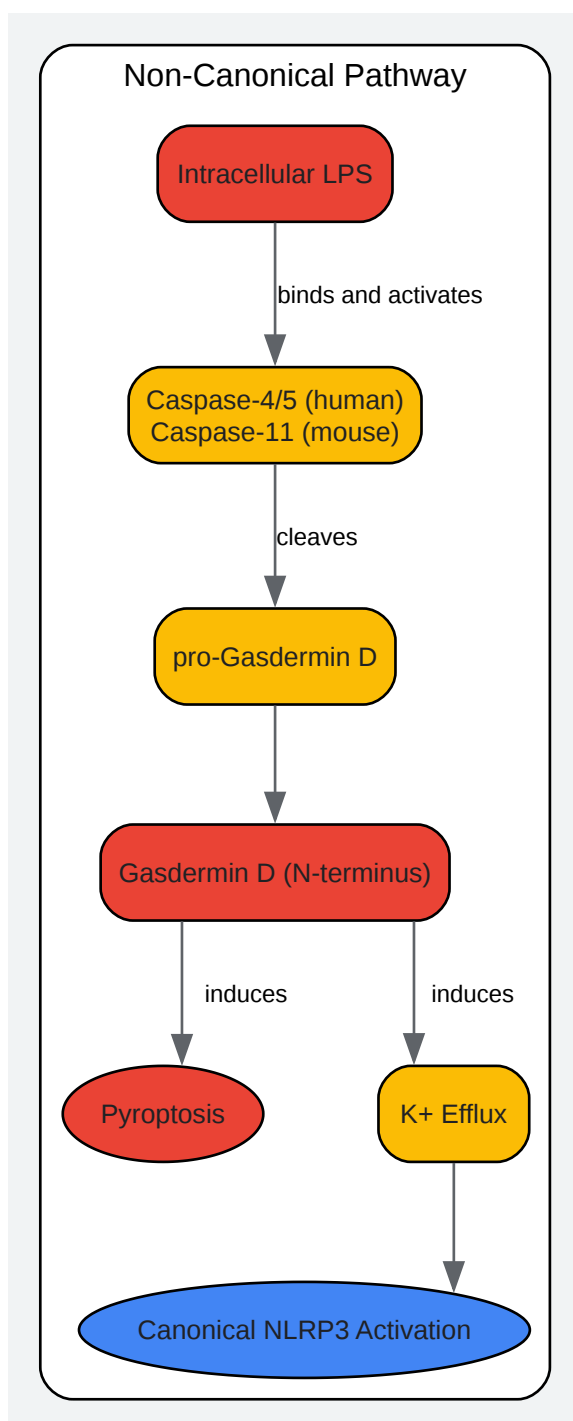 Non-Canonical Pathway
Intracellular LPS
binds and activates
Caspase-4/5 (human)
Caspase-11 (mouse)
cleaves
pro-Gasdermin D
Gasdermin D (N-terminus)
induces
induces
Pyroptosis
K+ Efflux
Canonical NLRP3 Activation